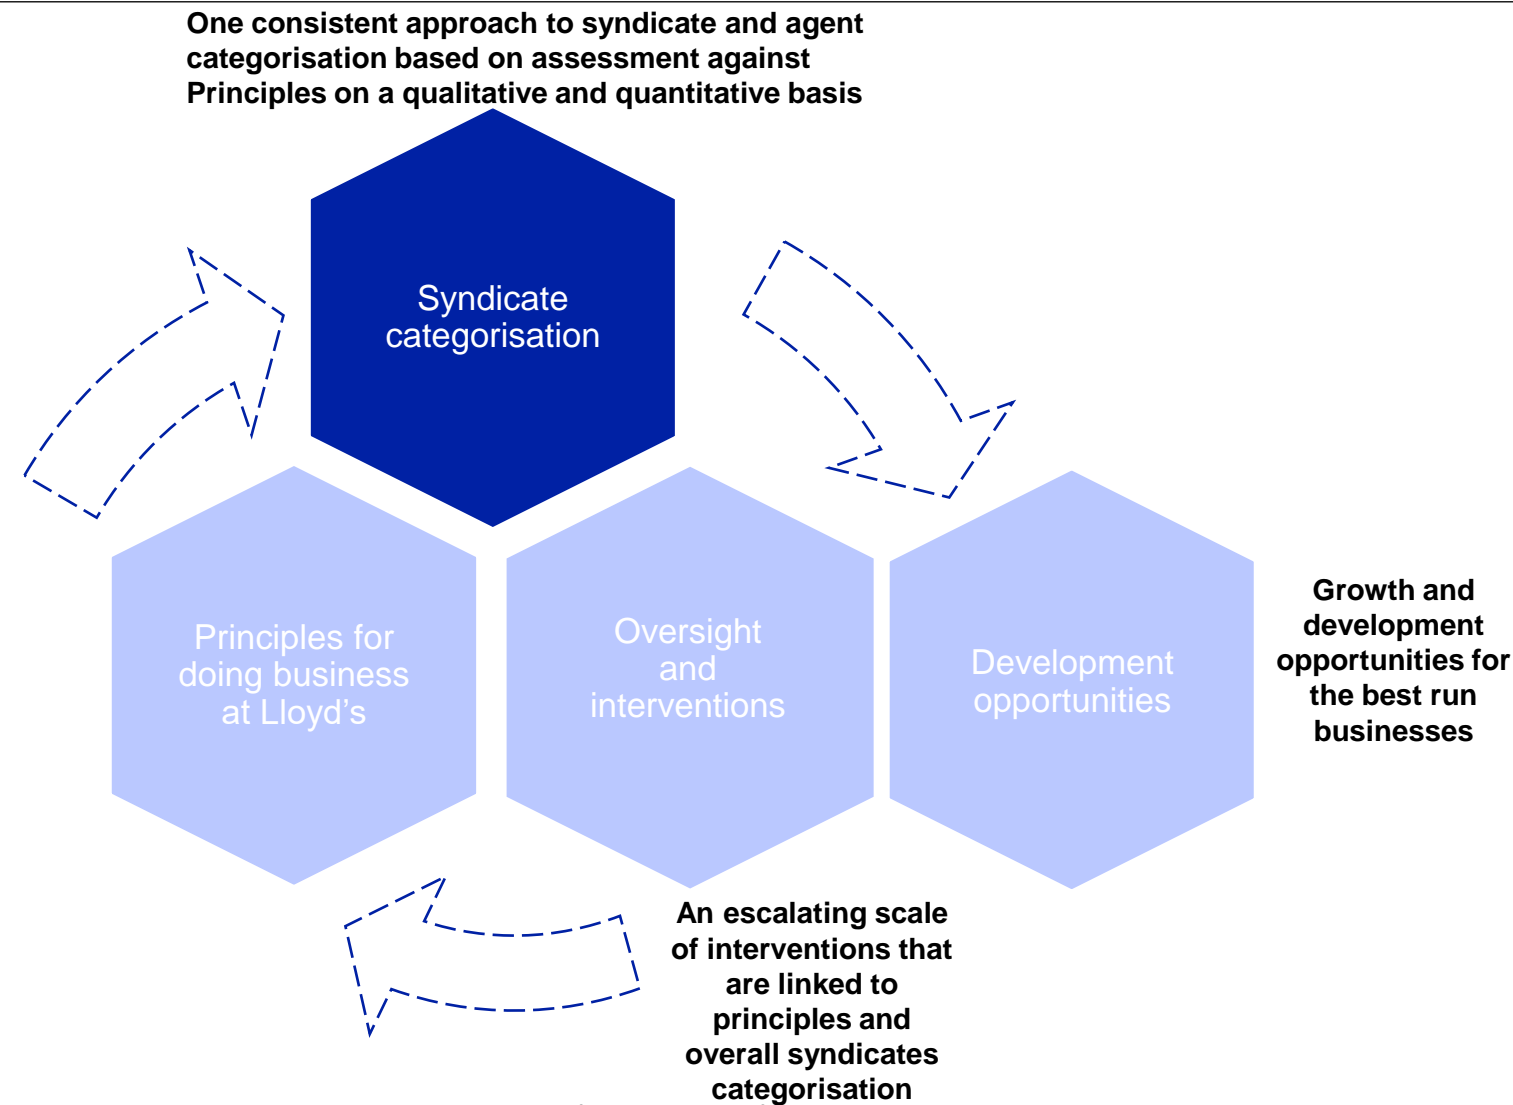 One consistent approach to syndicate and agent
categorisation based on assessment against
Principles on a qualitative and quantitative basis
Syndicate
categorisation
Principles for
doing business
at Lloyd’s
Oversight
and
interventions
Development
opportunities
Growth and
development
opportunities for
the best run
businesses
An escalating scale
of interventions that
are linked to
principles and
overall syndicates
categorisation